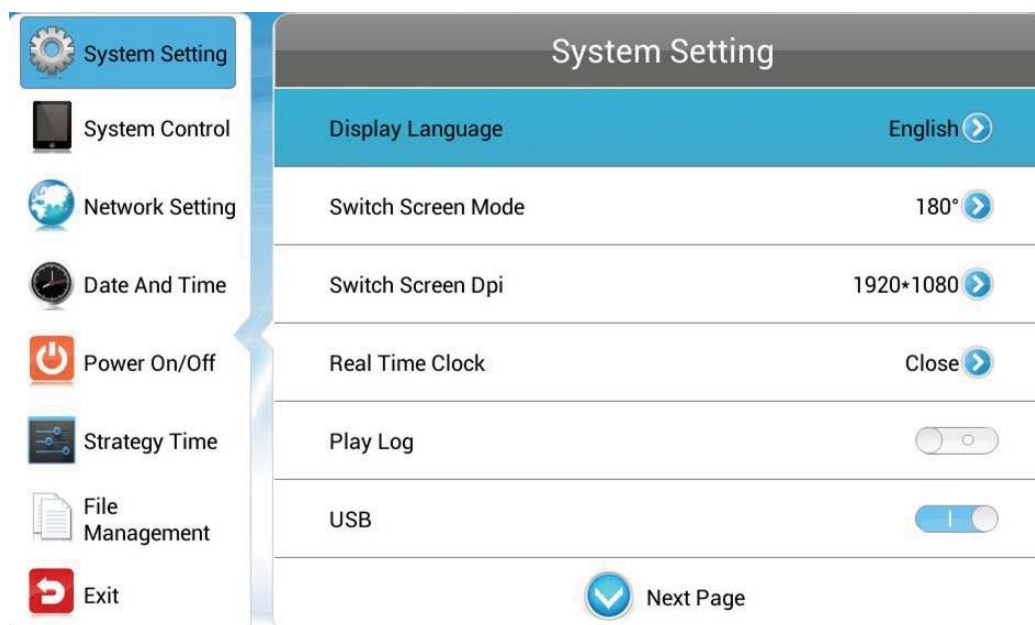 System Setting
System Control
Network Setting
Date And Time
Power On/Off
Strategy Time
File
Management
Exit
System Setting
Display Language English
Switch Screen Mode 180°
Switch Screen Dpi 1920*1080
Real Time Clock Close
Play Log
USB
Next Page